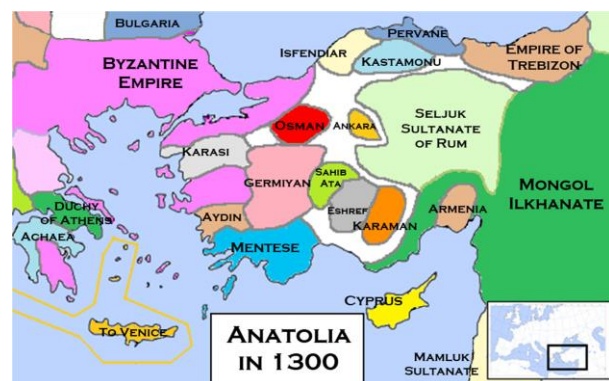 BULGARIA
PERVANE
ISFENDIAR
KASTAMONU
EMPIRE OF
TREBIZON
BYZANTINE
EMPIRE
OSMAN
ANKARA
SELJUK
SULTANATE
OF RUM
KARASI
SAHIB
ATA
GERMIYAN
MONGOL
ILKHANATE
DUCHY
OF ATHENS
ACHAEA
AYDIN
ESHREF
KARAMAN
ARMENIA
MENTESE
CYPRUS
TO VENICE
ANATOLIA
IN 1300
MAMLUK
SULTANATE